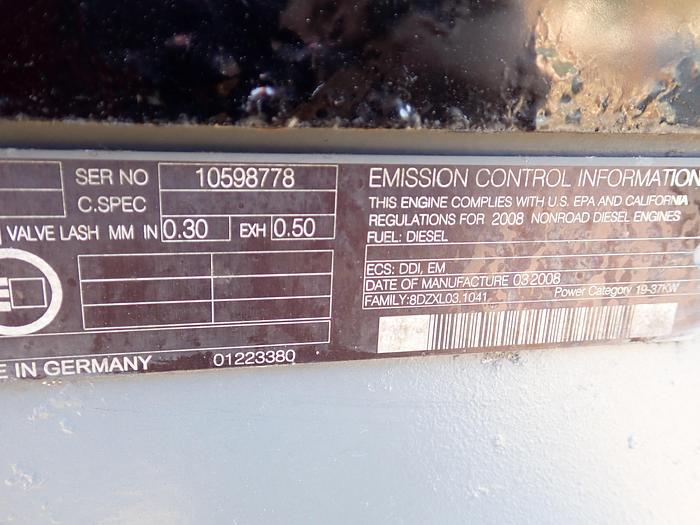 SER NO 10598778
C.SPEC
VALVE LASH MM IN 0.30 EXH 0.50
E IN GERMANY 01223380
EMISSION CONTROL INFORMATION
THIS ENGINE COMPLIES WITH U.S. EPA AND CALIFORNIA
REGULATIONS FOR 2008 NONROAD DIESEL ENGINES
FUEL: DIESEL
ECS: DDI, EM
DATE OF MANUFACTURE 032008
FAMILY:8DZXL03.1041 Power Category 19-37KW